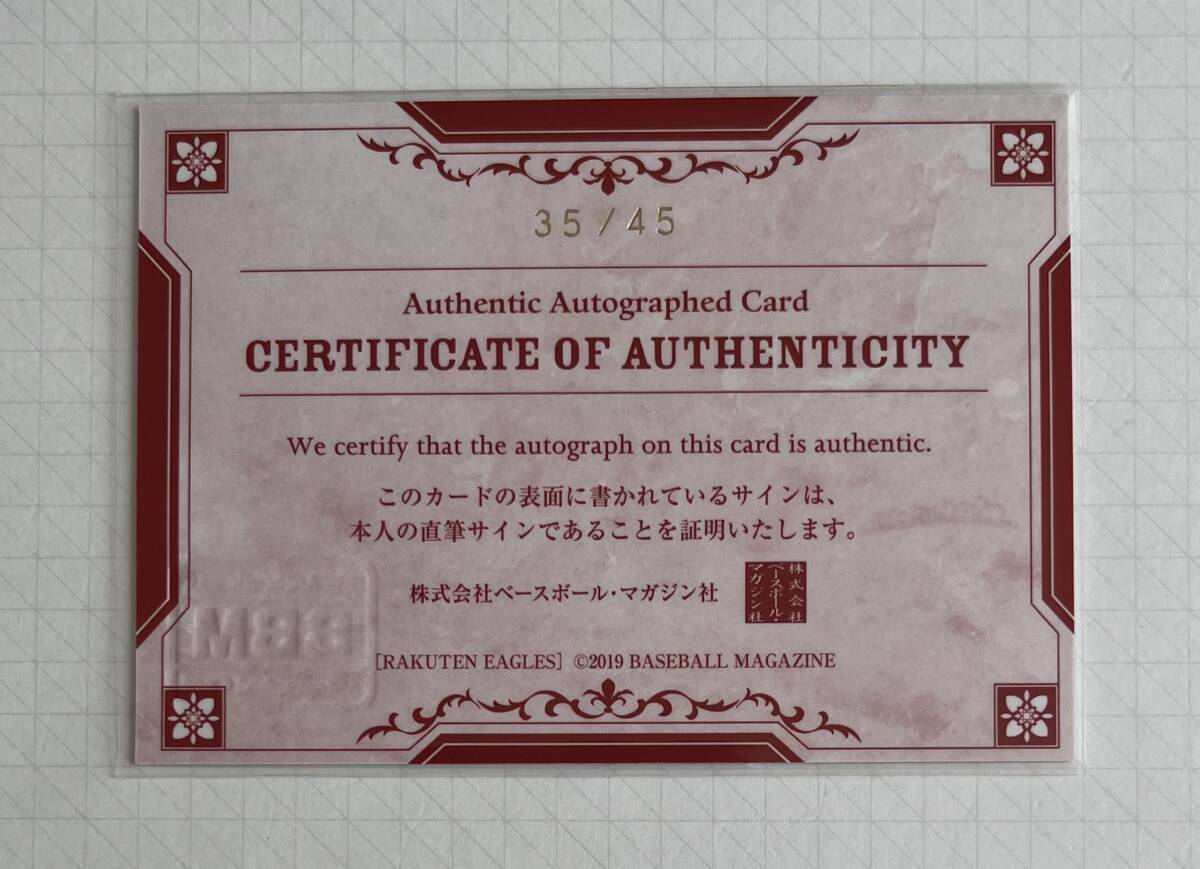 35/45
Authentic Autographed Card
CERTIFICATE OF AUTHENTICITY
We certify that the autograph on this card is authentic.
このカードの表面に書かれているサインは、
本人の直筆サインであることを証明いたします。
株式会社ベースボール・マガジン社
株式会社
ベースボール・
マガジン社
BBM
[RAKUTEN EAGLES] ©2019 BASEBALL MAGAZINE